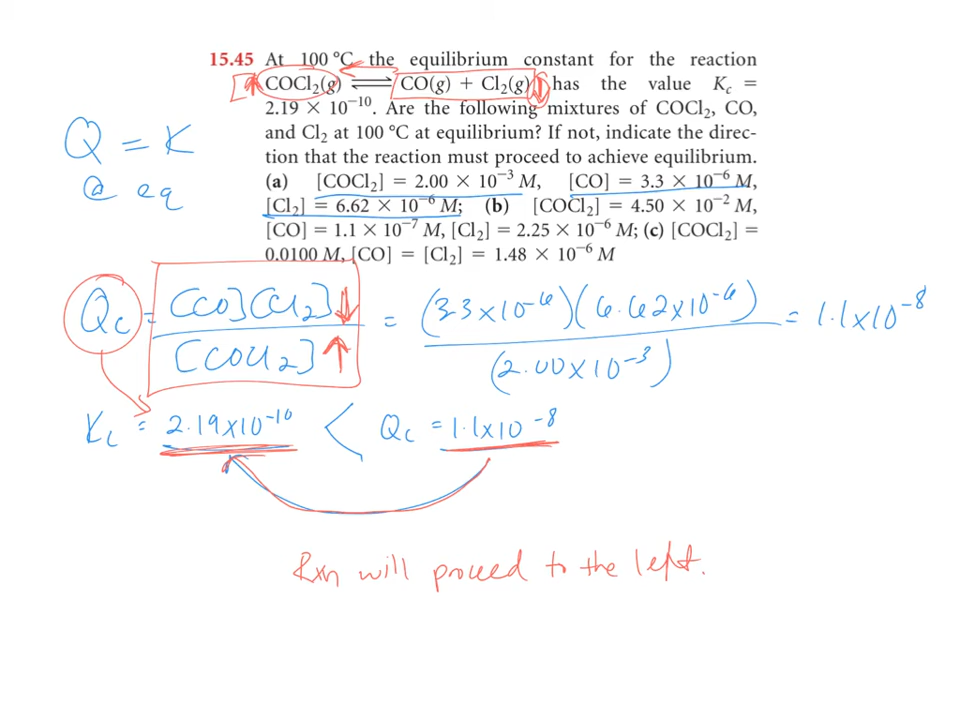 15.45 At 100 °C the equilibrium constant for the reaction
COCl₂(g) ⇌ CO(g) + Cl₂(g) has the value K꜀ =
2.19 × 10⁻¹⁰. Are the following mixtures of COCl₂, CO,
and Cl₂ at 100 °C at equilibrium? If not, indicate the direc-
tion that the reaction must proceed to achieve equilibrium.
(a) [COCl₂] = 2.00 × 10⁻³ M, [CO] = 3.3 × 10⁻⁶ M,
[Cl₂] = 6.62 × 10⁻⁶ M; (b) [COCl₂] = 4.50 × 10⁻² M,
[CO] = 1.1 × 10⁻⁷ M, [Cl₂] = 2.25 × 10⁻⁶ M; (c) [COCl₂] =
0.0100 M, [CO] = [Cl₂] = 1.48 × 10⁻⁶ M
Q = K
@ eq
Qc = [CO][Cl₂]↓ / [COCl₂]↑ = (3.3×10⁻⁶)(6.62×10⁻⁶) / (2.00×10⁻³) = 1.1×10⁻⁸
Kc = 2.19×10⁻¹⁰ < Qc = 1.1×10⁻⁸
Rxn will proceed to the left.